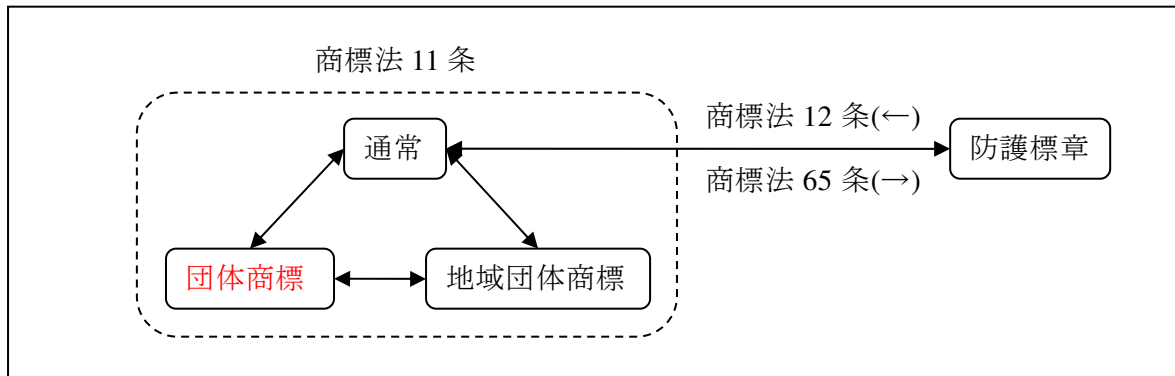 商標法 11 条
商標法 12 条(←)
通常
防護標章
商標法 65 条(→)
団体商標
地域団体商標